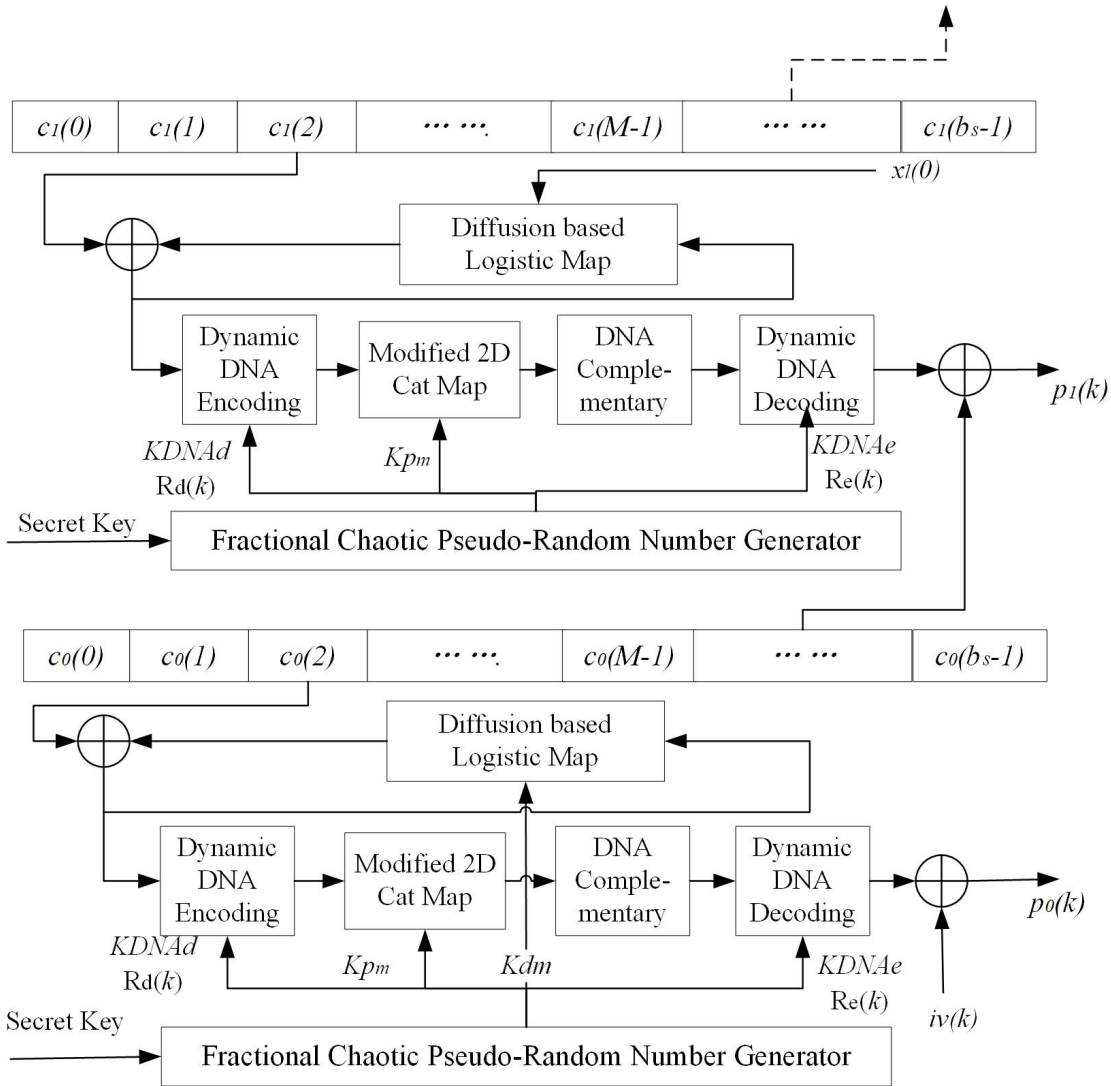 c1(0) c1(1) c1(2) ... .... c1(M-1) ... ... c1(bs-1)
xl(0)
Diffusion based
Logistic Map
Dynamic
DNA
Encoding
Modified 2D
Cat Map
DNA
Comple-
mentary
Dynamic
DNA
Decoding
p1(k)
KDNAd
Rd(k)
Kpm
KDNAe
Re(k)
Secret Key
Fractional Chaotic Pseudo-Random Number Generator
c0(0) c0(1) c0(2) ... .... c0(M-1) ... ... c0(bs-1)
Diffusion based
Logistic Map
Dynamic
DNA
Encoding
Modified 2D
Cat Map
DNA
Comple-
mentary
Dynamic
DNA
Decoding
p0(k)
KDNAd
Rd(k)
Kpm
Kdm
KDNAe
Re(k)
iv(k)
Secret Key
Fractional Chaotic Pseudo-Random Number Generator